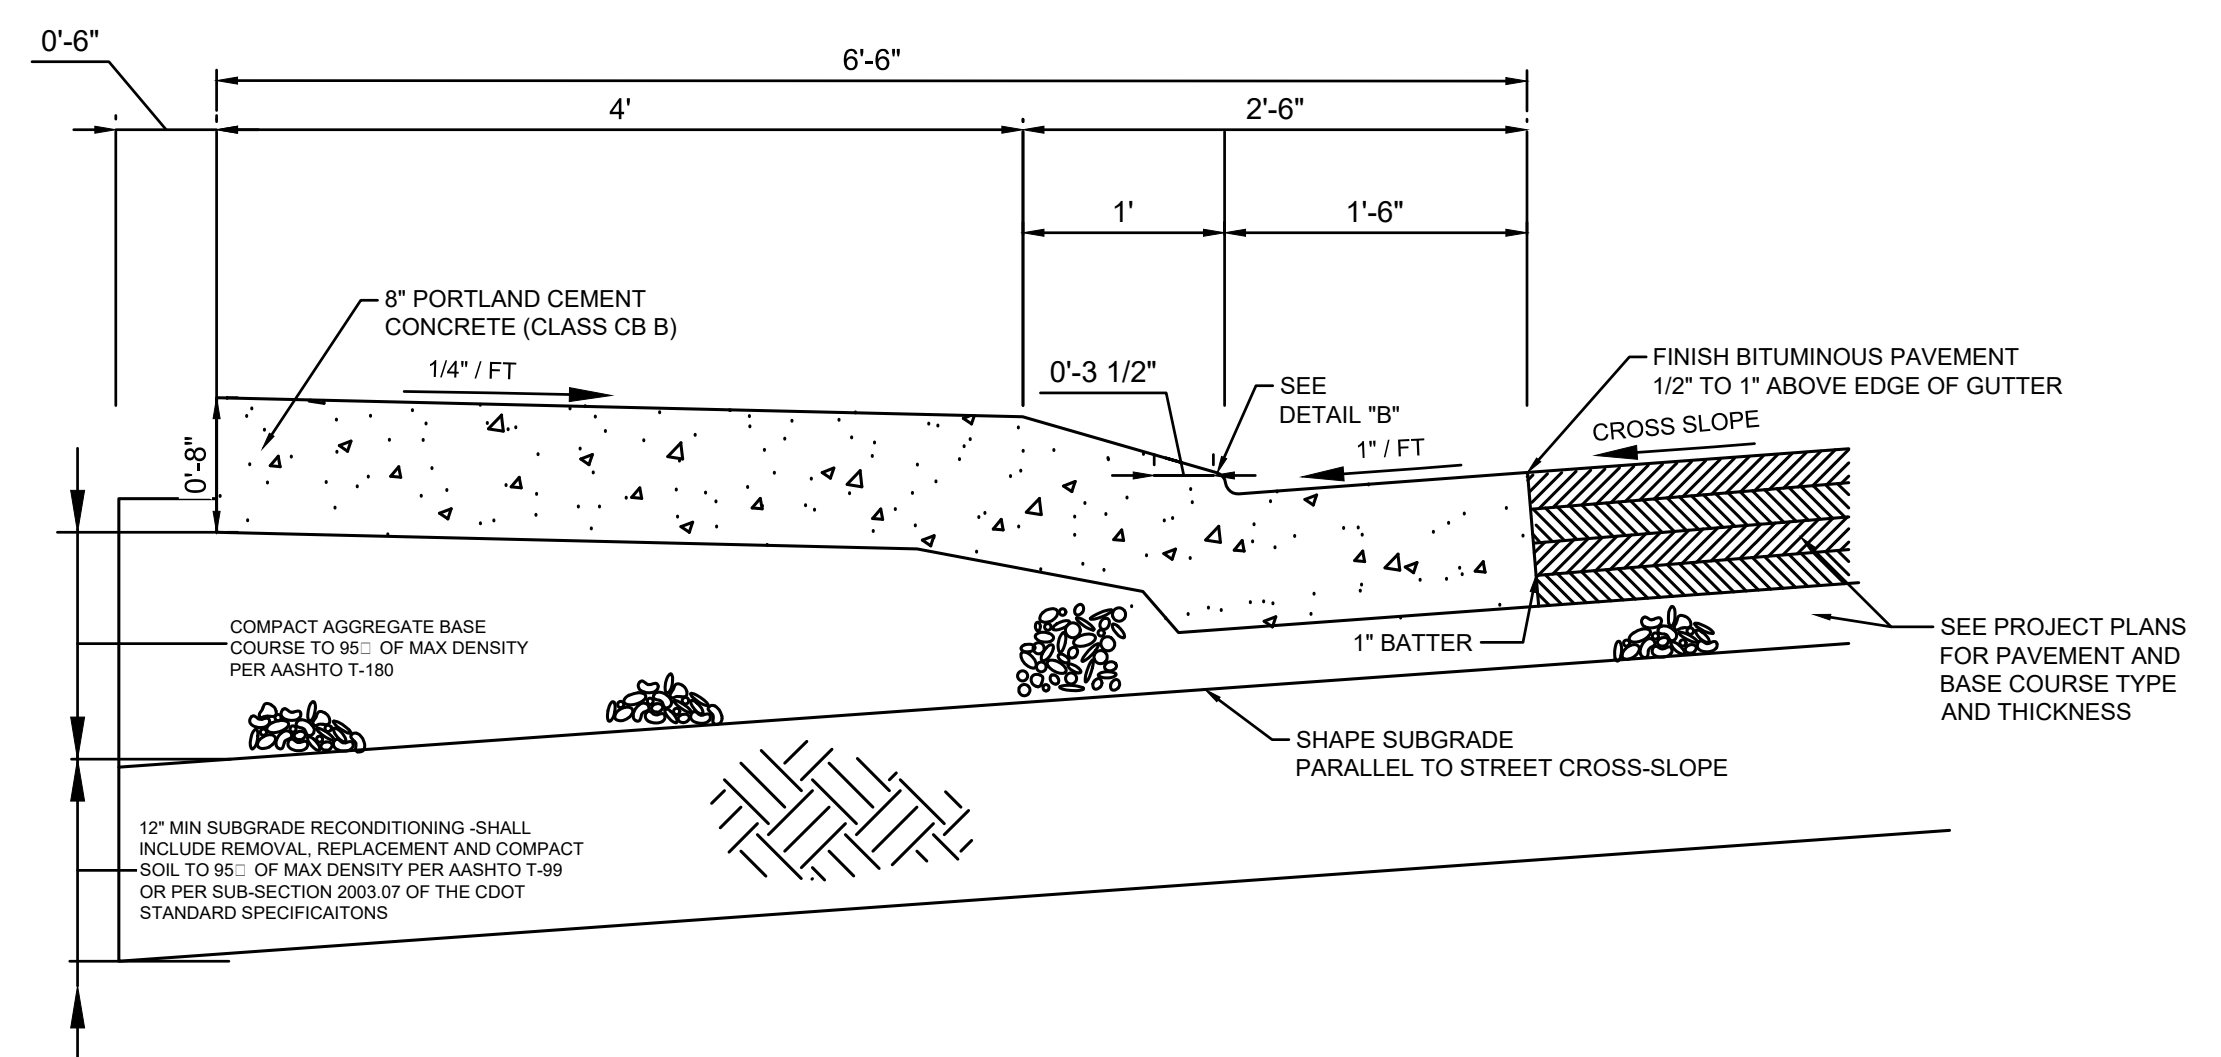 0'-6"
6'-6"
4'
2'-6"
1'
1'-6"
8" PORTLAND CEMENT
CONCRETE (CLASS CB B)
1/4" / FT
0'-3 1/2"
SEE
DETAIL "B"
1" / FT
FINISH BITUMINOUS PAVEMENT
1/2" TO 1" ABOVE EDGE OF GUTTER
CROSS SLOPE
0'-8"
COMPACT AGGREGATE BASE
COURSE TO 95□ OF MAX DENSITY
PER AASHTO T-180
1" BATTER
SEE PROJECT PLANS
FOR PAVEMENT AND
BASE COURSE TYPE
AND THICKNESS
SHAPE SUBGRADE
PARALLEL TO STREET CROSS-SLOPE
12" MIN SUBGRADE RECONDITIONING -SHALL
INCLUDE REMOVAL, REPLACEMENT AND COMPACT
SOIL TO 95□ OF MAX DENSITY PER AASHTO T-99
OR PER SUB-SECTION 2003.07 OF THE CDOT
STANDARD SPECIFICAITONS